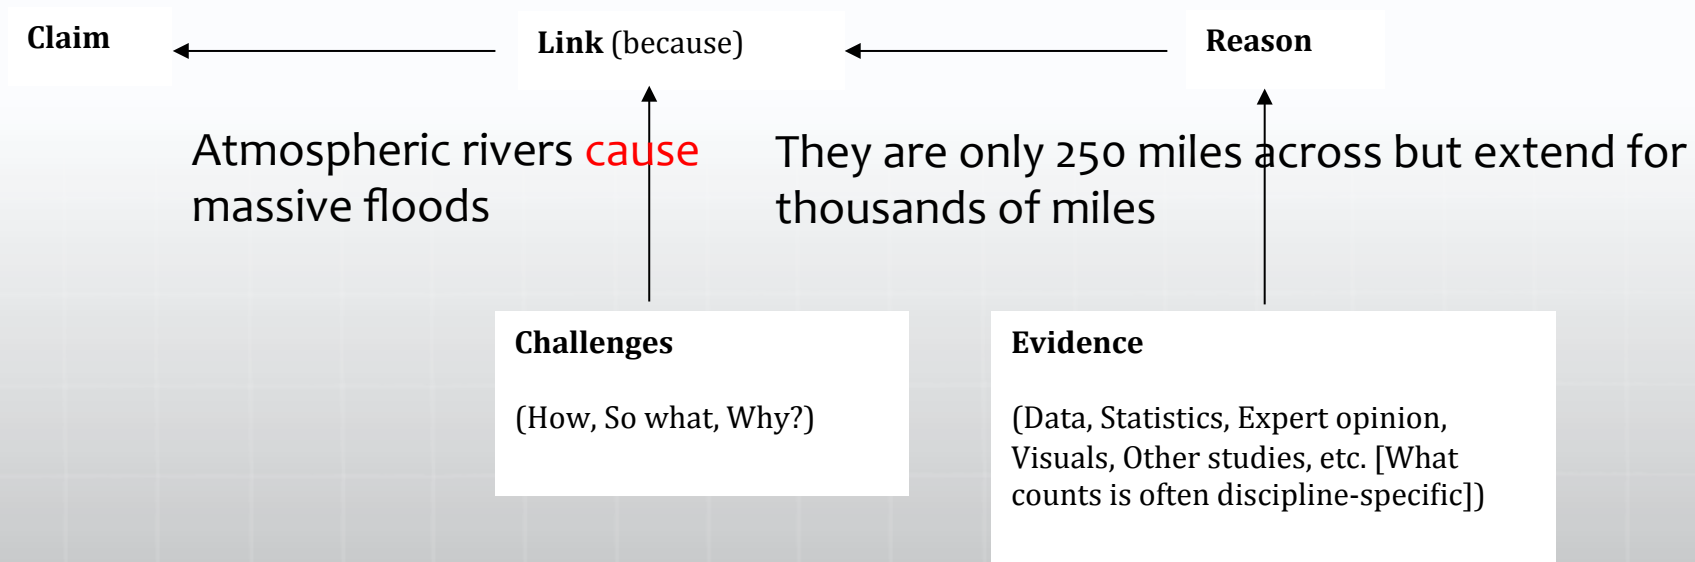 Claim
Link (because)
Reason
Atmospheric rivers cause
massive floods
They are only 250 miles across but extend for
thousands of miles
Challenges
(How, So what, Why?)
Evidence
(Data, Statistics, Expert opinion,
Visuals, Other studies, etc. [What
counts is often discipline-specific])